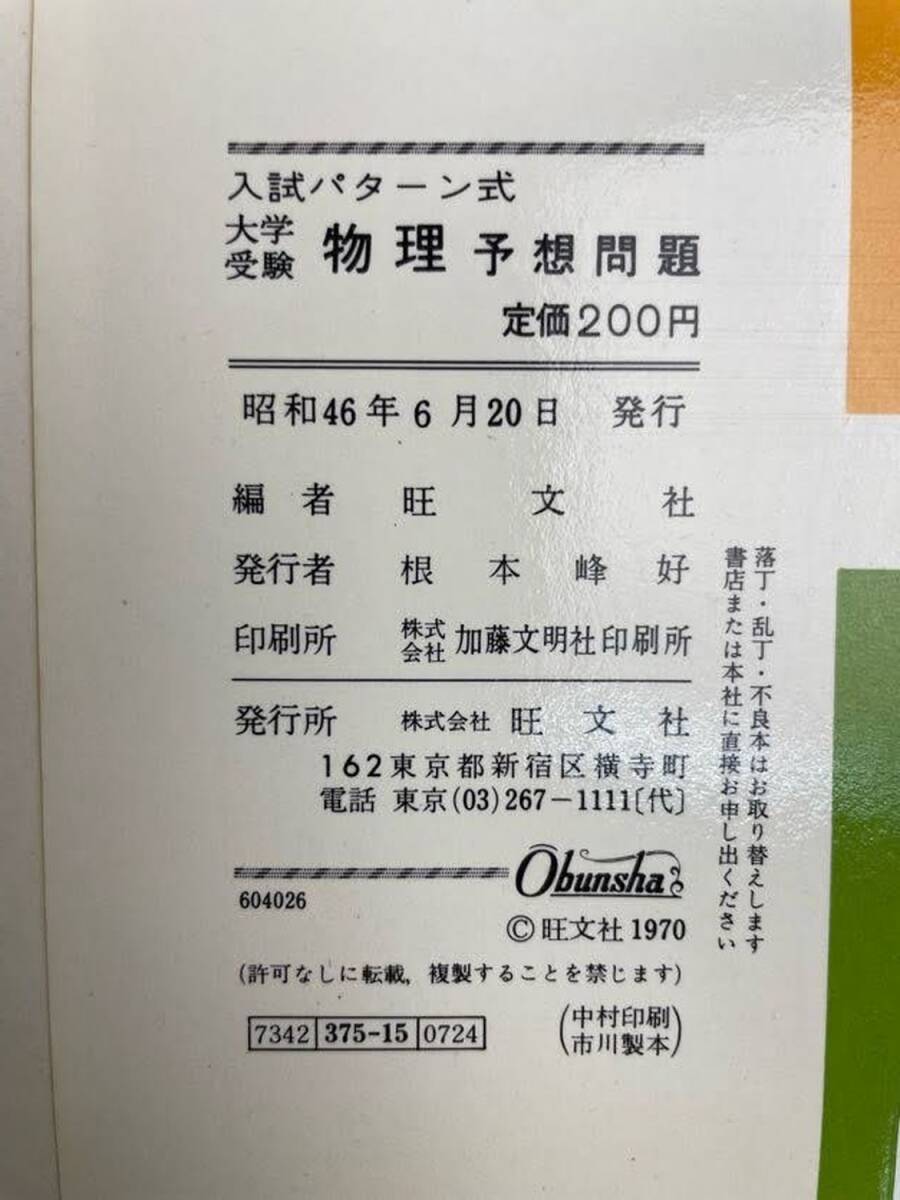 入試パターン式
大学受験 物理予想問題
定価200円
昭和46年6月20日 発行
編者 旺文社
発行者 根本峰好
印刷所 株式会社 加藤文明社印刷所
発行所 株式会社 旺文社
162東京都新宿区横寺町
電話 東京(03)267-1111〔代〕
Obunsha
604026
©旺文社 1970
(許可なしに転載, 複製することを禁じます)
7342 375-15 0724
(中村印刷
市川製本)
落丁・乱丁・不良本はお取り替えします
書店または本社に直接お申し出ください